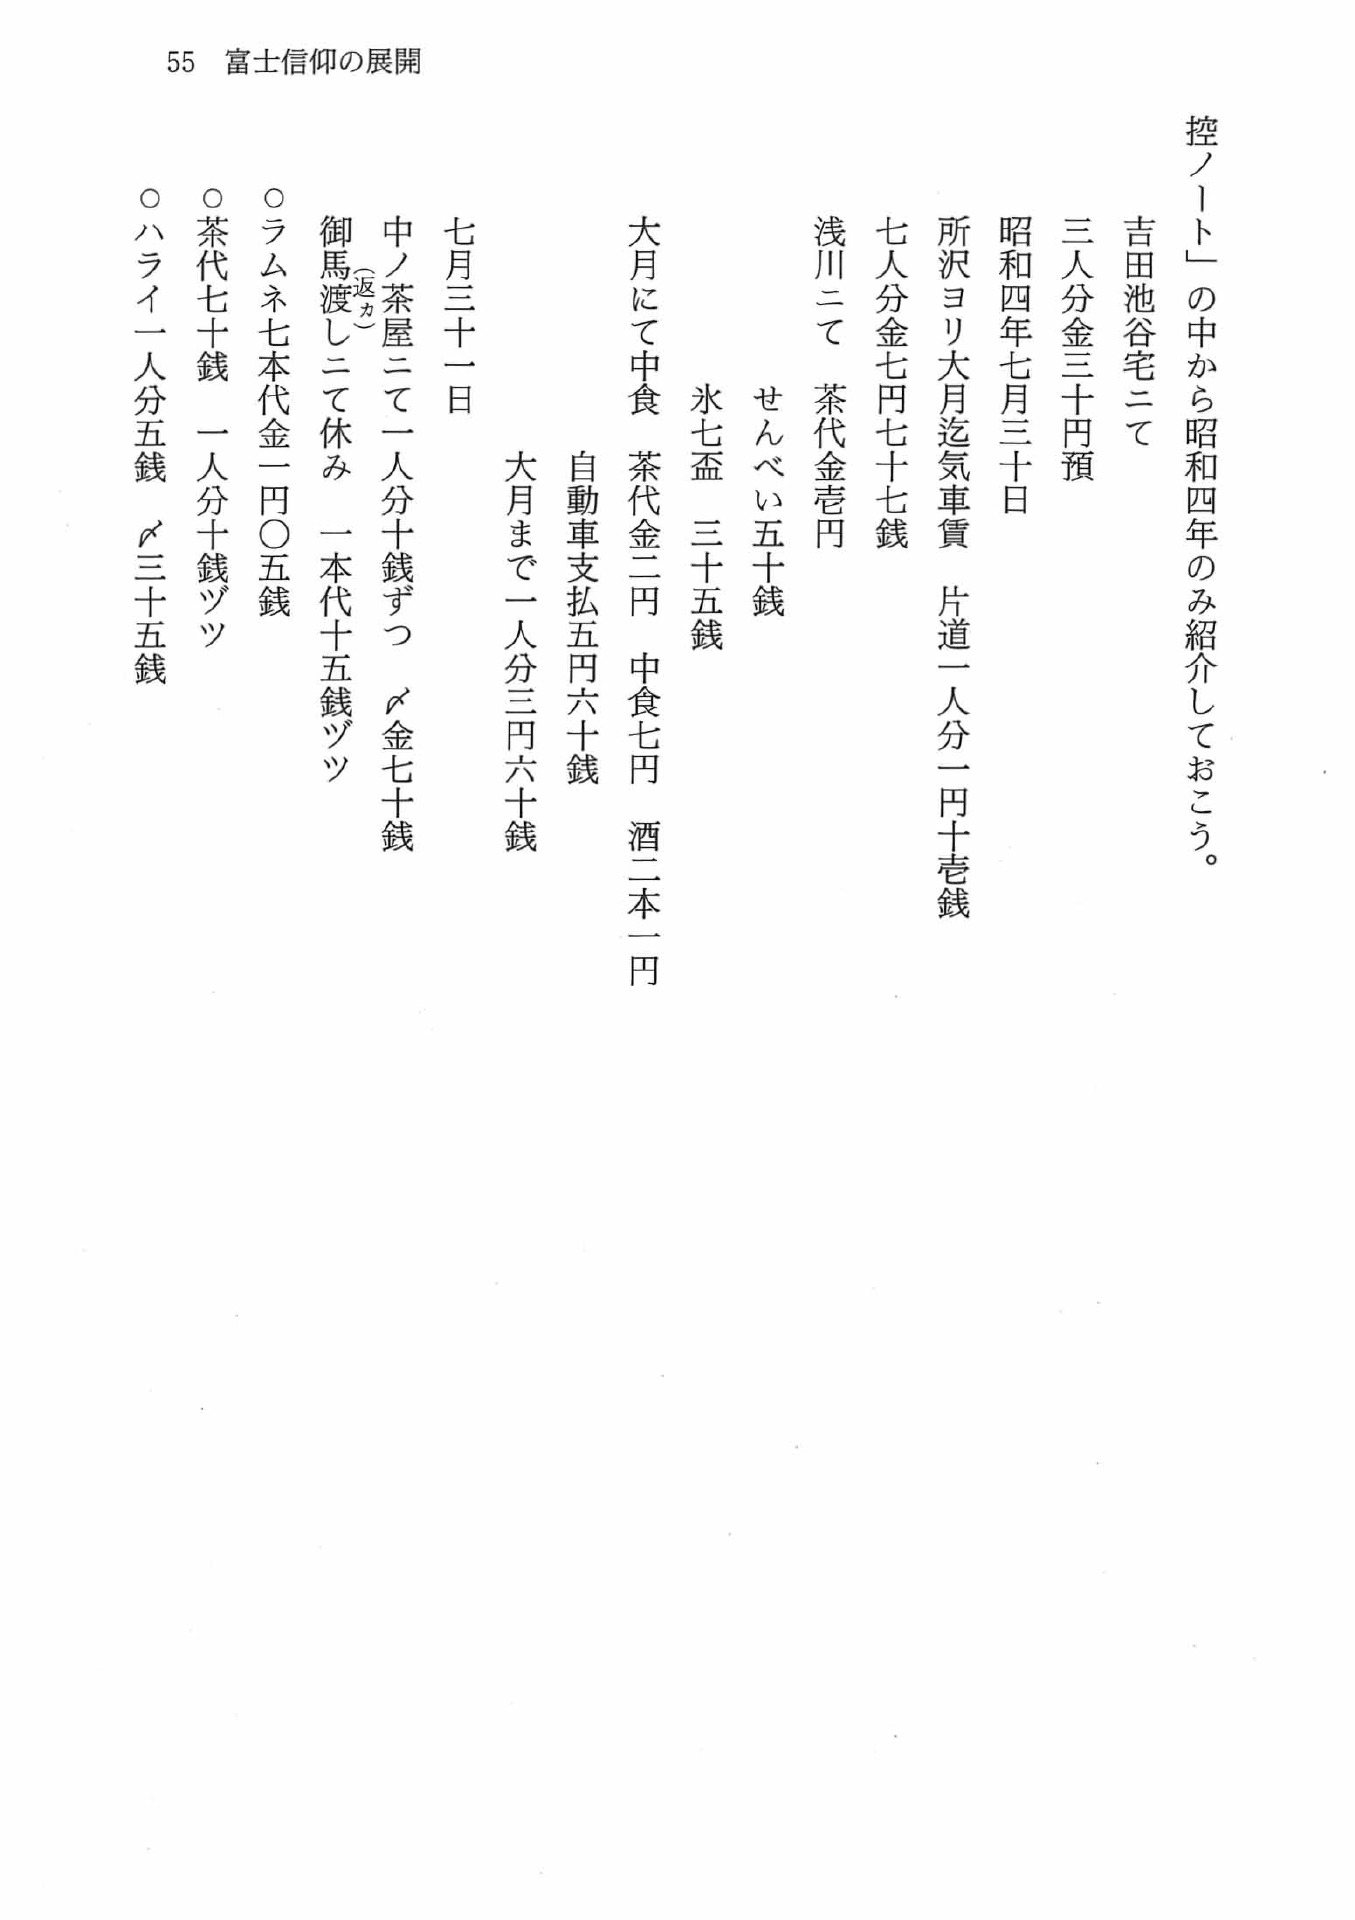 55　富士信仰の展開
控ノート」の中から昭和四年のみ紹介しておこう。
吉田池谷宅ニて
三人分金三十円預
昭和四年七月三十日
所沢ヨリ大月迄気車賃　片道一人分一円十壱銭
七人分金七円七十七銭
浅川ニて　茶代金壱円
せんべい五十銭
氷七盃　三十五銭
大月にて中食　茶代金二円　中食七円　酒二本一円
自動車支払五円六十銭
大月まで一人分三円六十銭
七月三十一日
中ノ茶屋ニて一人分十銭ずつ　〆金七十銭
御馬渡（返カ）しニて休み　一本代十五銭ヅツ
○ラムネ七本代金一円〇五銭
○茶代七十銭　一人分十銭ヅツ
○ハライ一人分五銭　〆三十五銭